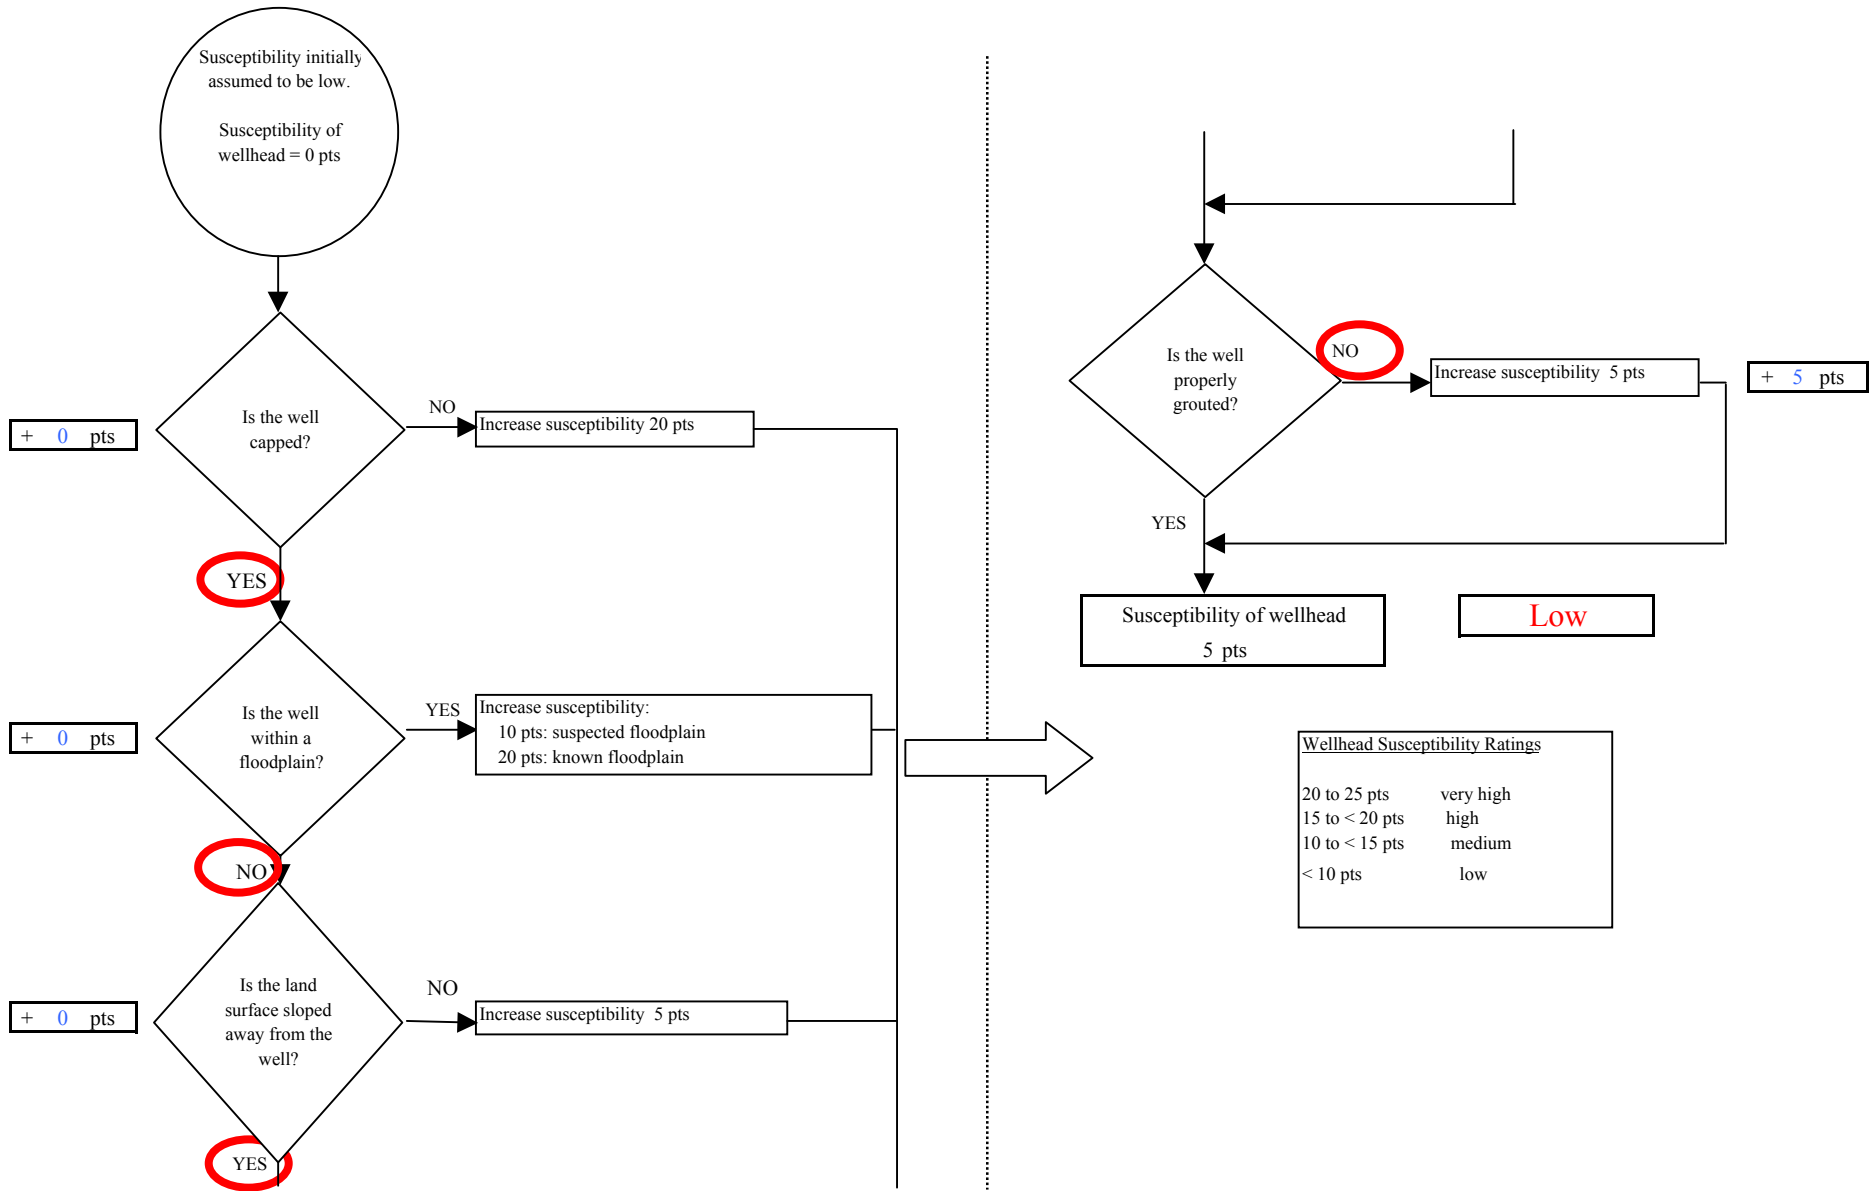 Susceptibility initially
assumed to be low.
Susceptibility of
wellhead = 0 pts
Is the well
capped?
NO
Increase susceptibility 20 pts
+ 0 pts
YES
Is the well
within a
floodplain?
YES
Increase susceptibility:
10 pts: suspected floodplain
20 pts: known floodplain
+ 0 pts
NO
Is the land
surface sloped
away from the
well?
NO
Increase susceptibility 5 pts
+ 0 pts
YES
Is the well
properly
grouted?
NO
Increase susceptibility 5 pts
+ 5 pts
YES
Susceptibility of wellhead
5 pts
Low
Wellhead Susceptibility Ratings
20 to 25 pts very high
15 to < 20 pts high
10 to < 15 pts medium
< 10 pts low